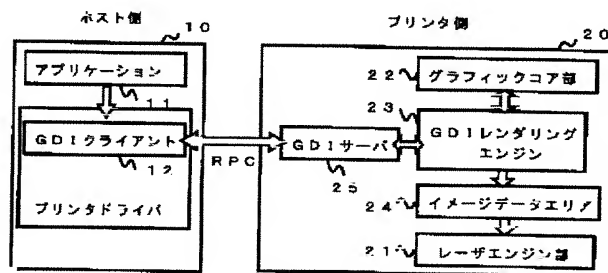 ホスト側
10
アプリケーション
11
GDIクライアント
12
プリンタドライバ
RPC
プリンタ側
20
22
グラフィックコア部
23
GDIレンダリング
エンジン
GDIサーバ
25
24
イメージデータエリア
21
レーザエンジン部